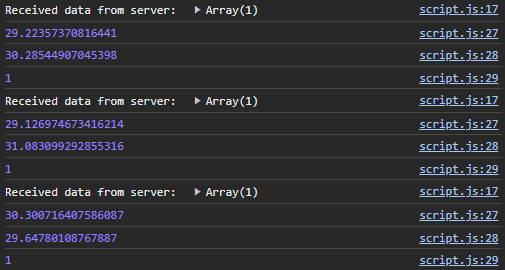 Received data from server: ▶ Array(1) script.js:17
29.22357370816441 script.js:27
30.28544907045398 script.js:28
1 script.js:29
Received data from server: ▶ Array(1) script.js:17
29.126974673416214 script.js:27
31.083099292855316 script.js:28
1 script.js:29
Received data from server: ▶ Array(1) script.js:17
30.300716407586087 script.js:27
29.64780108767887 script.js:28
1 script.js:29